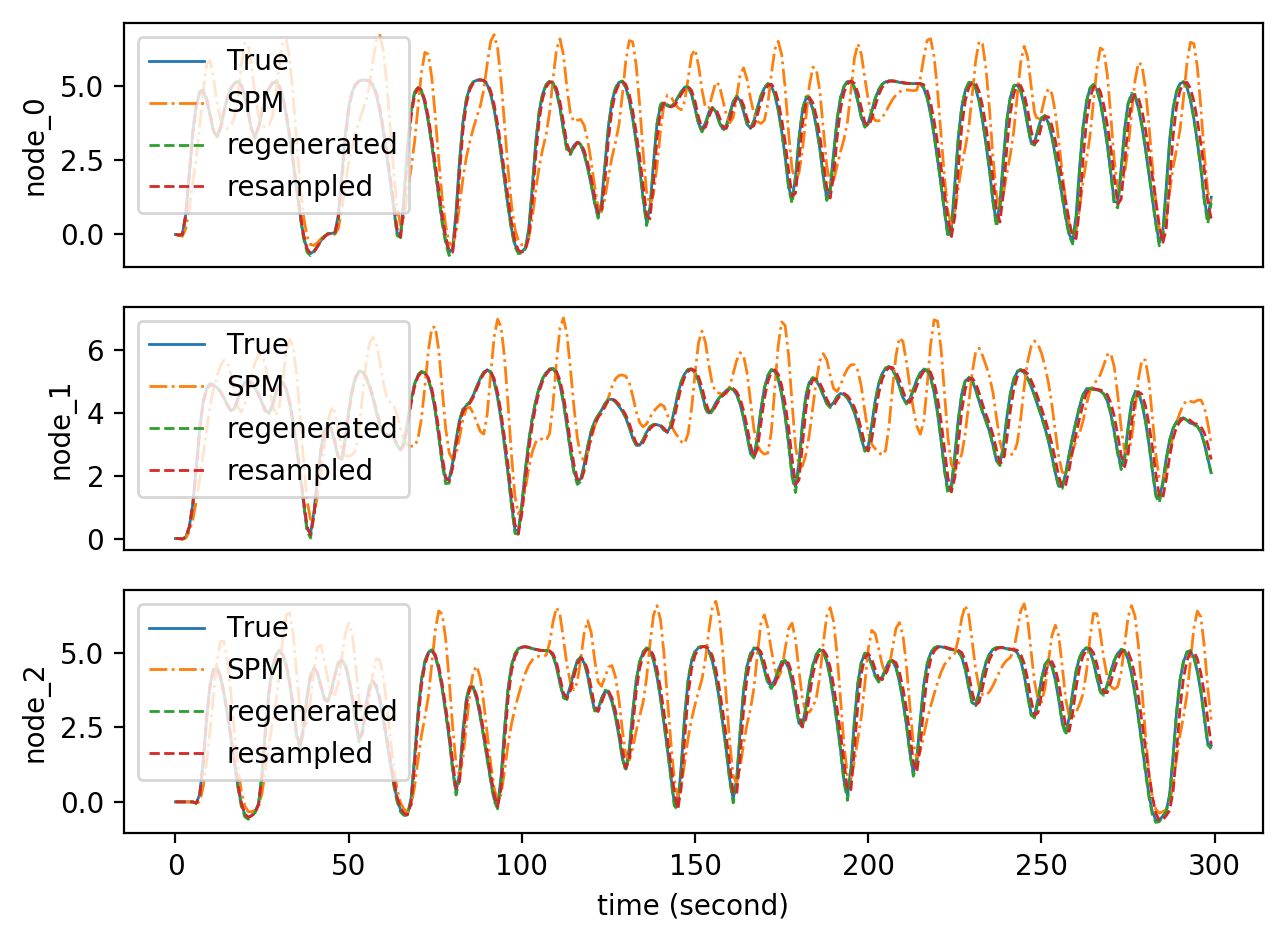 node_0
5.0
2.5
0.0
True
SPM
regenerated
resampled
node_1
6
4
2
0
True
SPM
regenerated
resampled
node_2
5.0
2.5
0.0
True
SPM
regenerated
resampled
0 50 100 150 200 250 300
time (second)